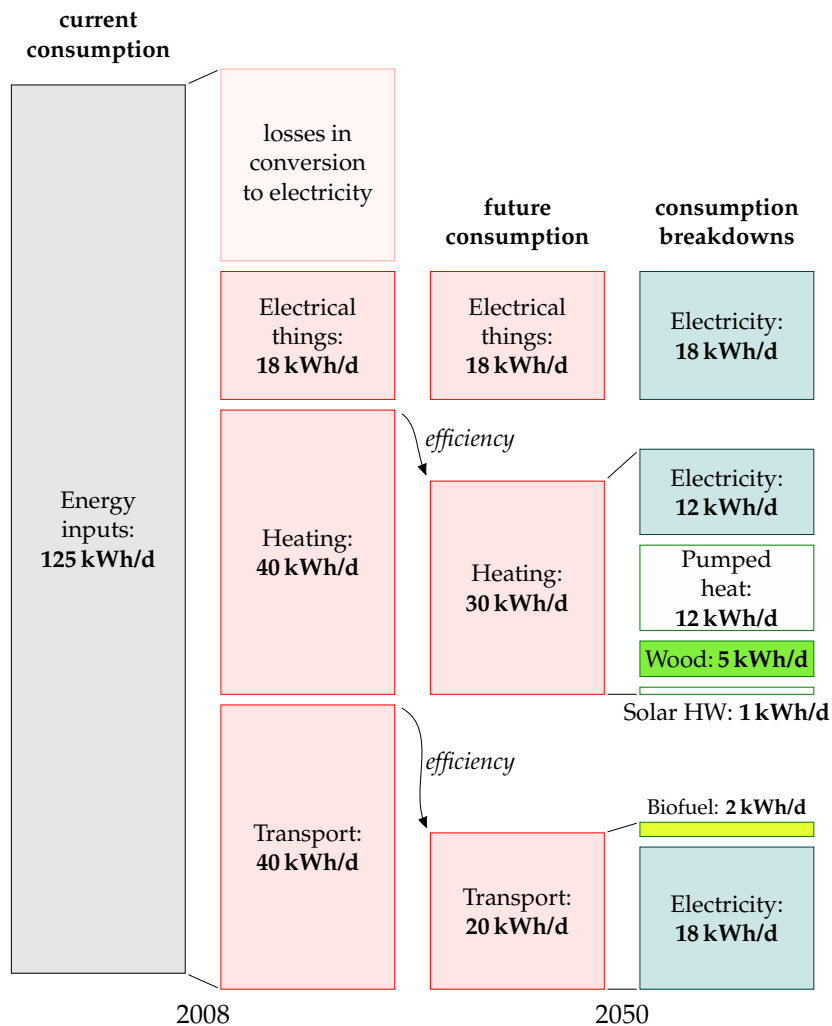 current
consumption
Energy
inputs:
125 kWh/d
losses in
conversion
to electricity
Electrical
things:
18 kWh/d
Heating:
40 kWh/d
Transport:
40 kWh/d
2008
future
consumption
Electrical
things:
18 kWh/d
efficiency
Heating:
30 kWh/d
efficiency
Transport:
20 kWh/d
consumption
breakdowns
Electricity:
18 kWh/d
Electricity:
12 kWh/d
Pumped
heat:
12 kWh/d
Wood: 5 kWh/d
Solar HW: 1 kWh/d
Biofuel: 2 kWh/d
Electricity:
18 kWh/d
2050